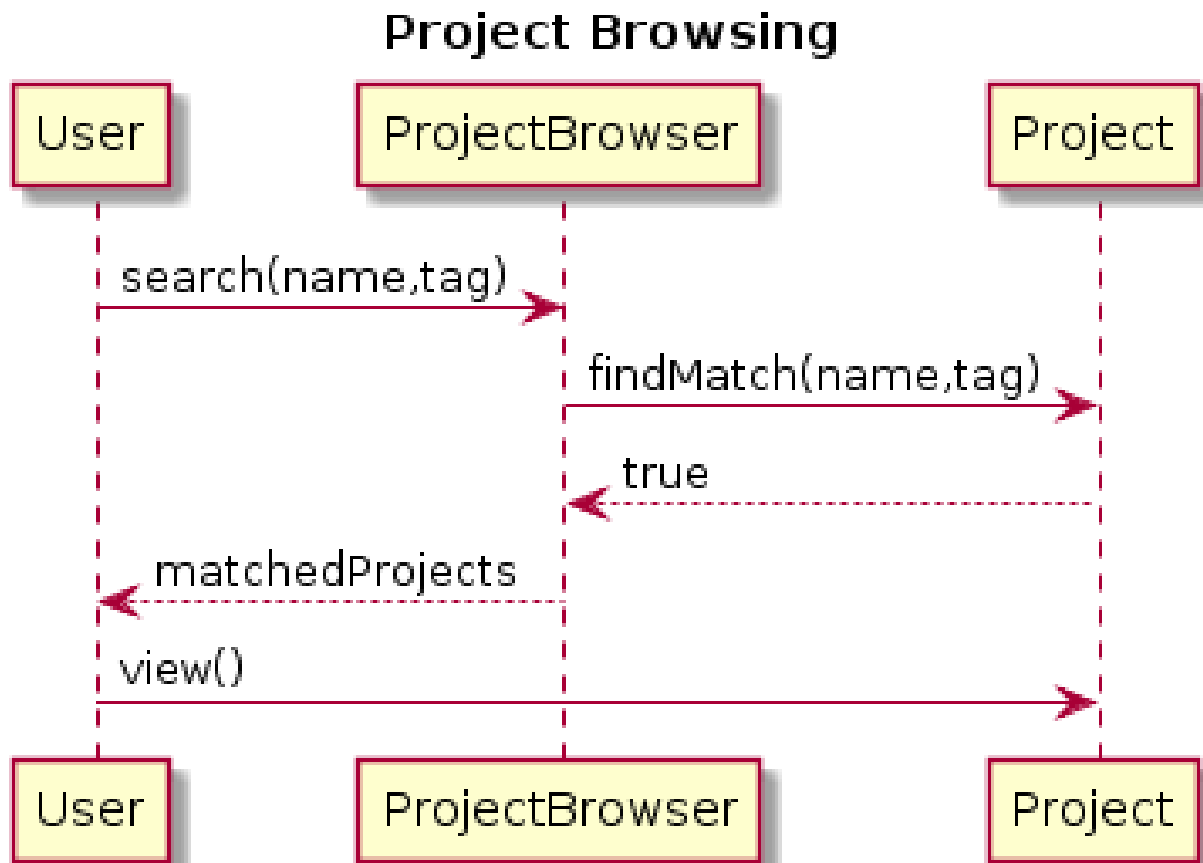 Project Browsing
User
ProjectBrowser
Project
search(name,tag)
findMatch(name,tag)
true
matchedProjects
view()
User
ProjectBrowser
Project